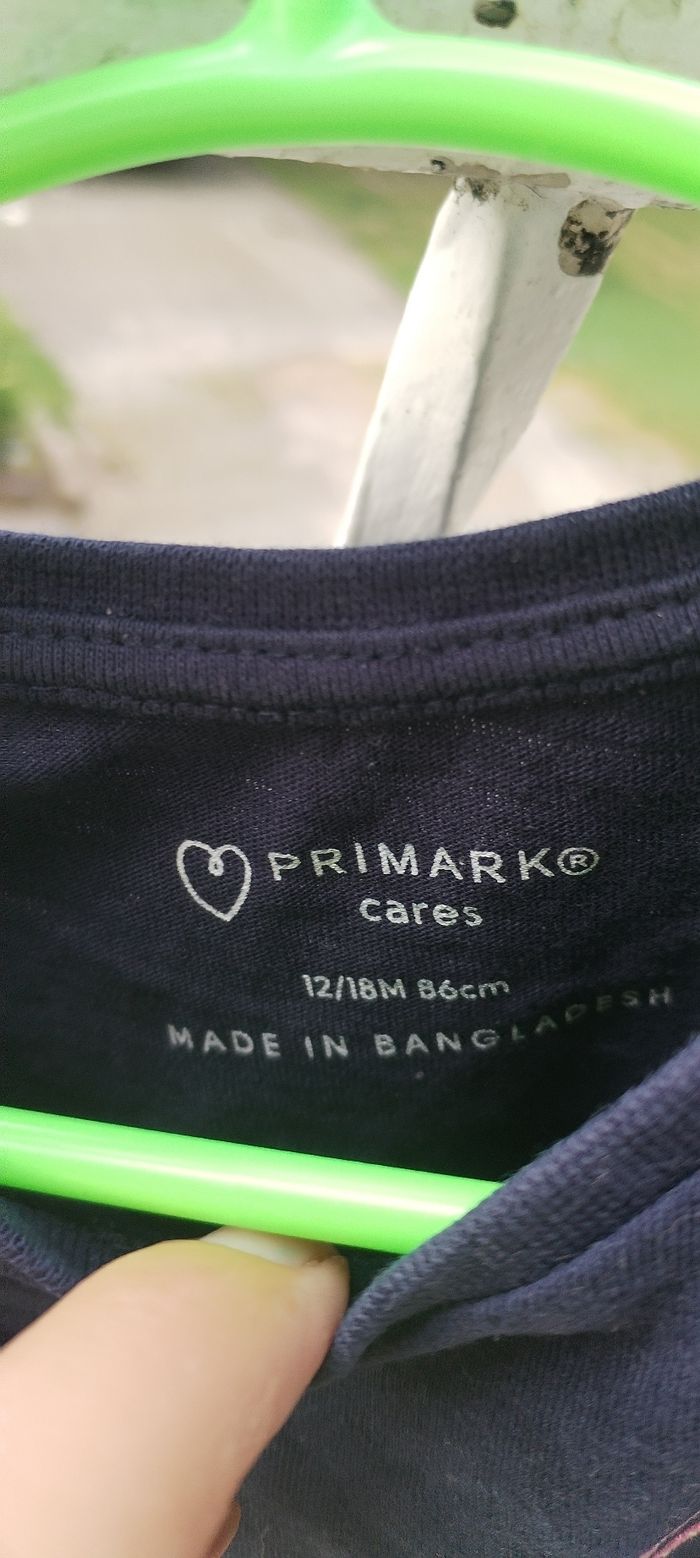 PRIMARK®
cares
12/18M 86cm
MADE IN BANGLADESH